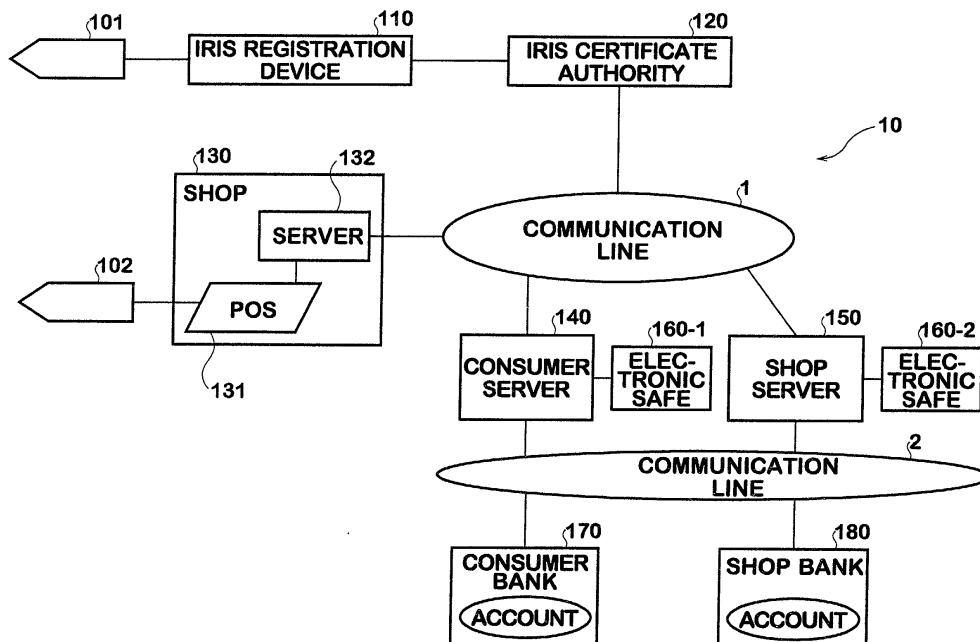 101
110
120
IRIS REGISTRATION
DEVICE
IRIS CERTIFICATE
AUTHORITY
10
130
132
SHOP
SERVER
1
COMMUNICATION
LINE
102
POS
131
140
160-1
150
160-2
CONSUMER
SERVER
ELEC-
TRONIC
SAFE
SHOP
SERVER
ELEC-
TRONIC
SAFE
2
COMMUNICATION
LINE
170
180
CONSUMER
BANK
ACCOUNT
SHOP BANK
ACCOUNT